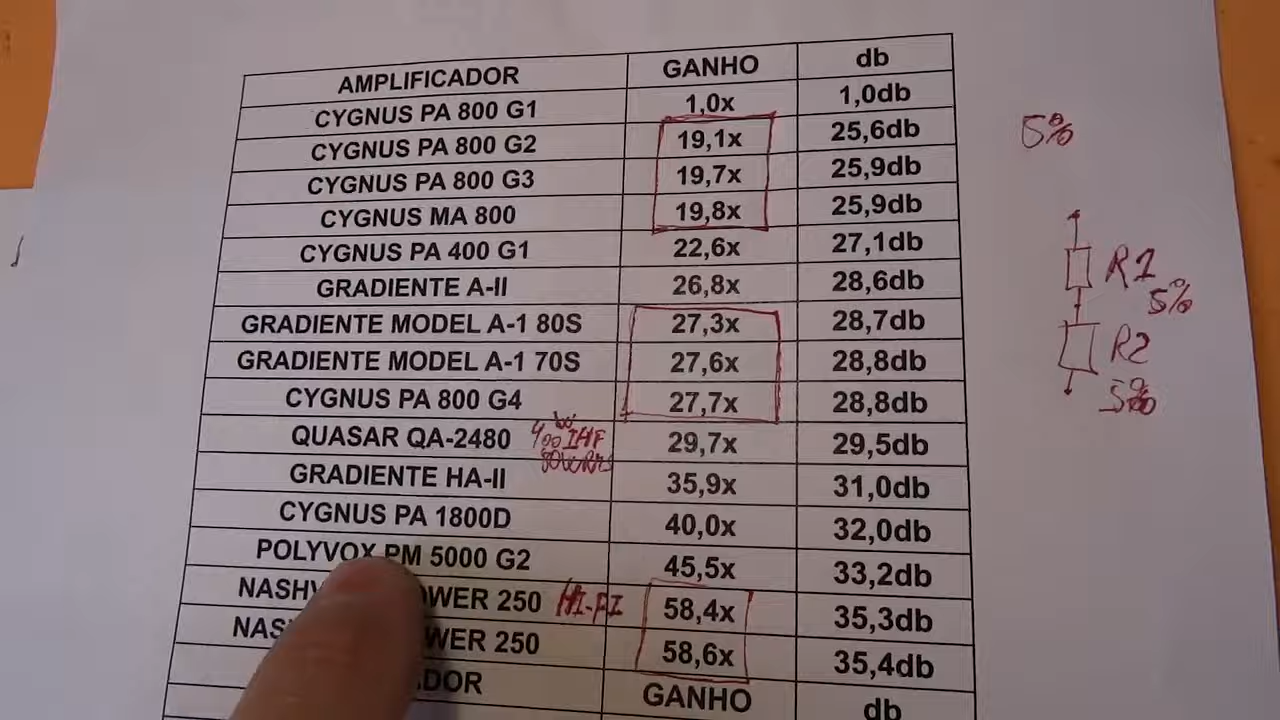 AMPLIFICADOR GANHO db
CYGNUS PA 800 G1 1,0x 1,0db
CYGNUS PA 800 G2 19,1x 25,6db
CYGNUS PA 800 G3 19,7x 25,9db
CYGNUS MA 800 19,8x 25,9db
CYGNUS PA 400 G1 22,6x 27,1db
GRADIENTE A-II 26,8x 28,6db
GRADIENTE MODEL A-1 80S 27,3x 28,7db
GRADIENTE MODEL A-1 70S 27,6x 28,8db
CYGNUS PA 800 G4 27,7x 28,8db
QUASAR QA-2480 400 IHF 29,7x 29,5db
GRADIENTE HA-II 35,9x 31,0db
CYGNUS PA 1800D 40,0x 32,0db
POLYVOX PM 5000 G2 45,5x 33,2db
NASHV OWER 250 HI-FI 58,4x 35,3db
NAS WER 250 58,6x 35,4db
DOR GANHO db
5%
R1
5%
R2
5%